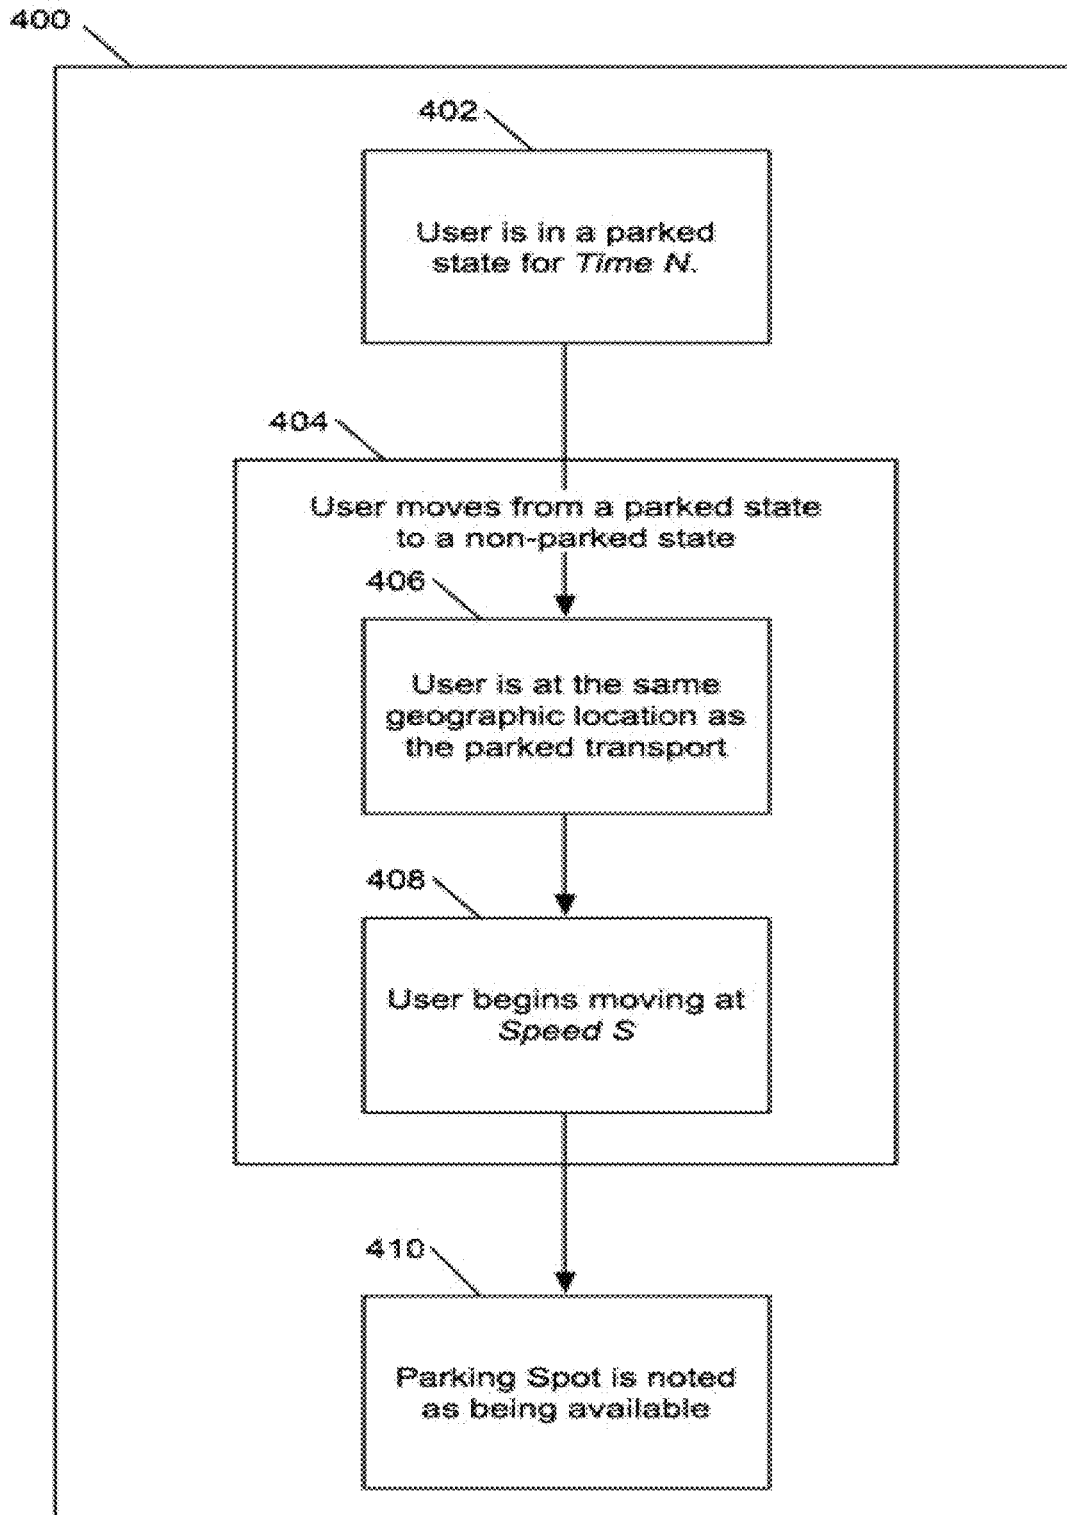 400
402
User is in a parked
state for Time N.
404
User moves from a parked state
to a non-parked state
406
User is at the same
geographic location as
the parked transport
408
User begins moving at
Speed S
410
Parking Spot is noted
as being available